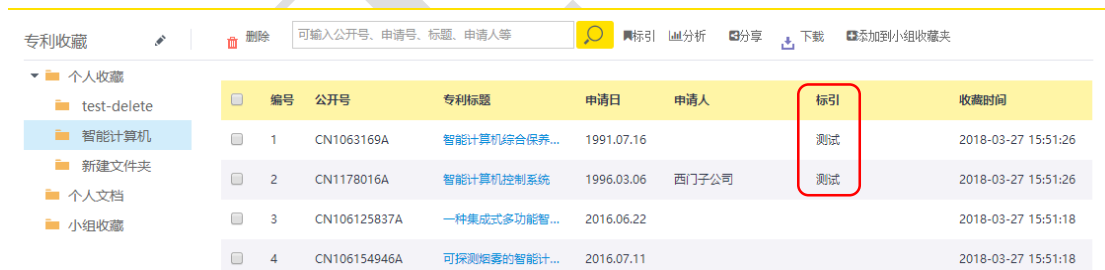 专利收藏 删除 可输入公开号、申请号、标题、申请人等 标引 分析 分享 下载 添加到小组收藏夹
个人收藏
test-delete
智能计算机
新建文件夹
个人文档
小组收藏
编号 公开号 专利标题 申请日 申请人 标引 收藏时间
1 CN1063169A 智能计算机综合保养... 1991.07.16 测试 2018-03-27 15:51:26
2 CN1178016A 智能计算机控制系统 1996.03.06 西门子公司 测试 2018-03-27 15:51:26
3 CN106125837A 一种集成式多功能智... 2016.06.22 2018-03-27 15:51:18
4 CN106154946A 可探测烟雾的智能计... 2016.07.11 2018-03-27 15:51:18